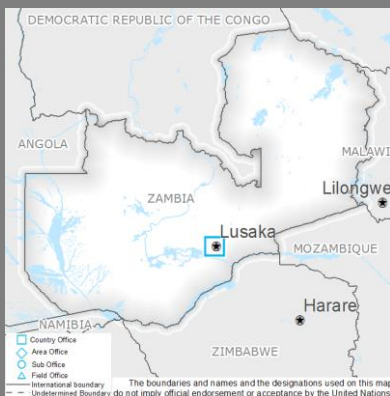 DEMOCRATIC REPUBLIC OF THE CONGO
ANGOLA
MALAWI
ZAMBIA
Lilongwe
Lusaka
MOZAMBIQUE
Harare
NAMIBIA
ZIMBABWE
Country Office
Area Office
Sub Office
Field Office
International boundary
Undetermined Boundary
The boundaries and names and the designations used on this map
do not imply official endorsement or acceptance by the United Nations